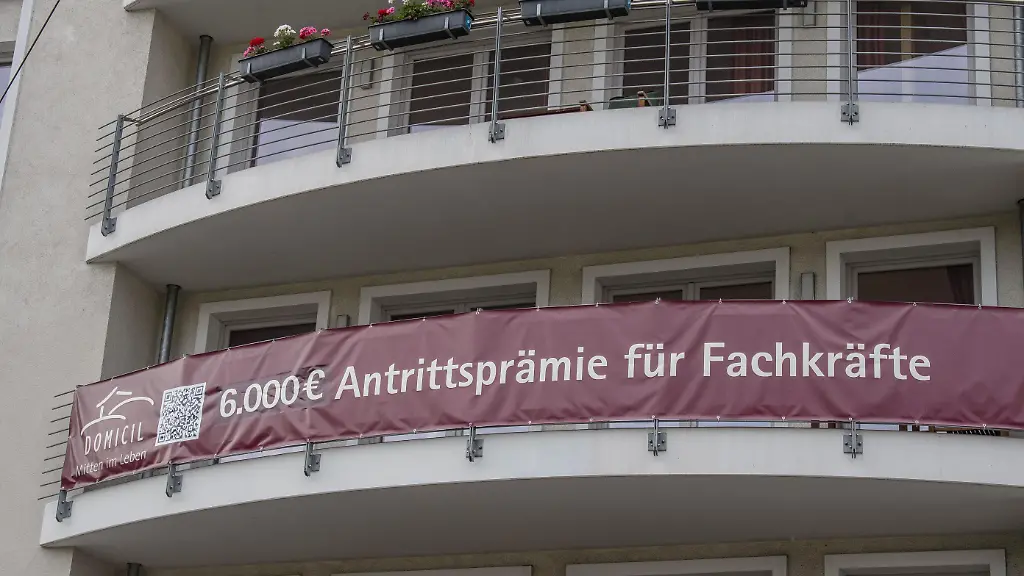 DOMICIL
Mitten im Leben
6.000 € Antrittsprämie für Fachkräfte